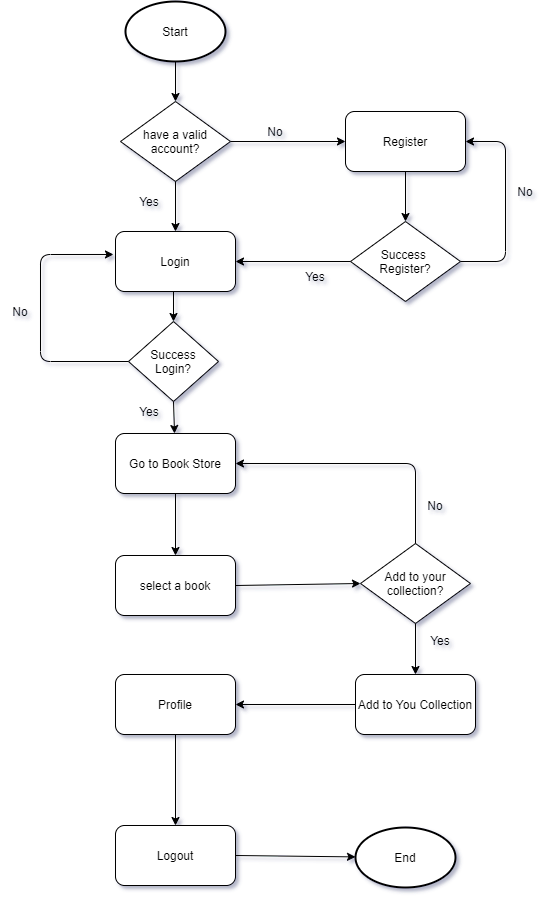 Start
have a valid
account?
No
Register
Yes
No
Login
Success
Register?
Yes
No
Success
Login?
Yes
Go to Book Store
No
select a book
Add to your
collection?
Yes
Profile
Add to You Collection
Logout
End